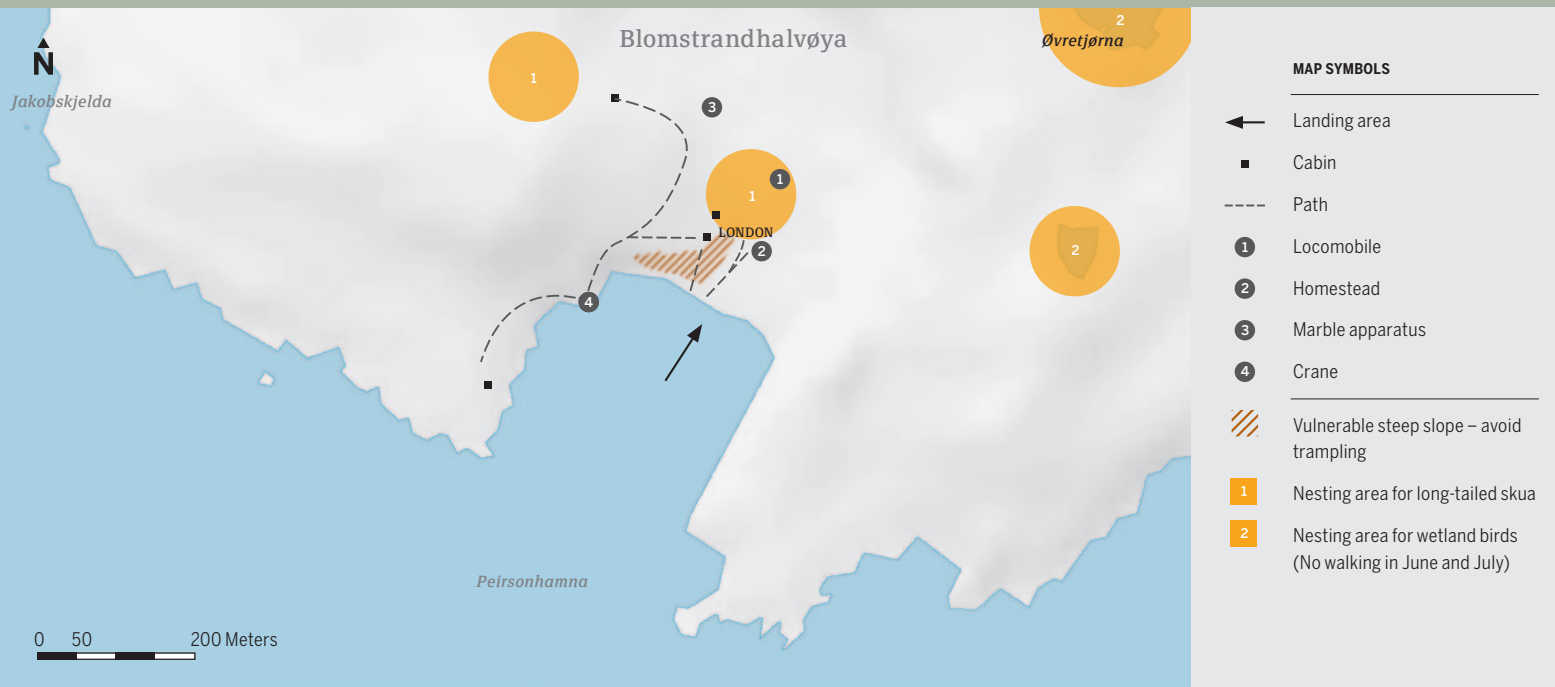 Blomstrandhalvøya
2
Øvretjørna
N
Jakobskjelda
1
3
1
1
LONDON
2
2
4
Peirsonhamna
0 50 200 Meters
MAP SYMBOLS
Landing area
Cabin
Path
1 Locomobile
2 Homestead
3 Marble apparatus
4 Crane
Vulnerable steep slope – avoid
trampling
1 Nesting area for long-tailed skua
2 Nesting area for wetland birds
(No walking in June and July)